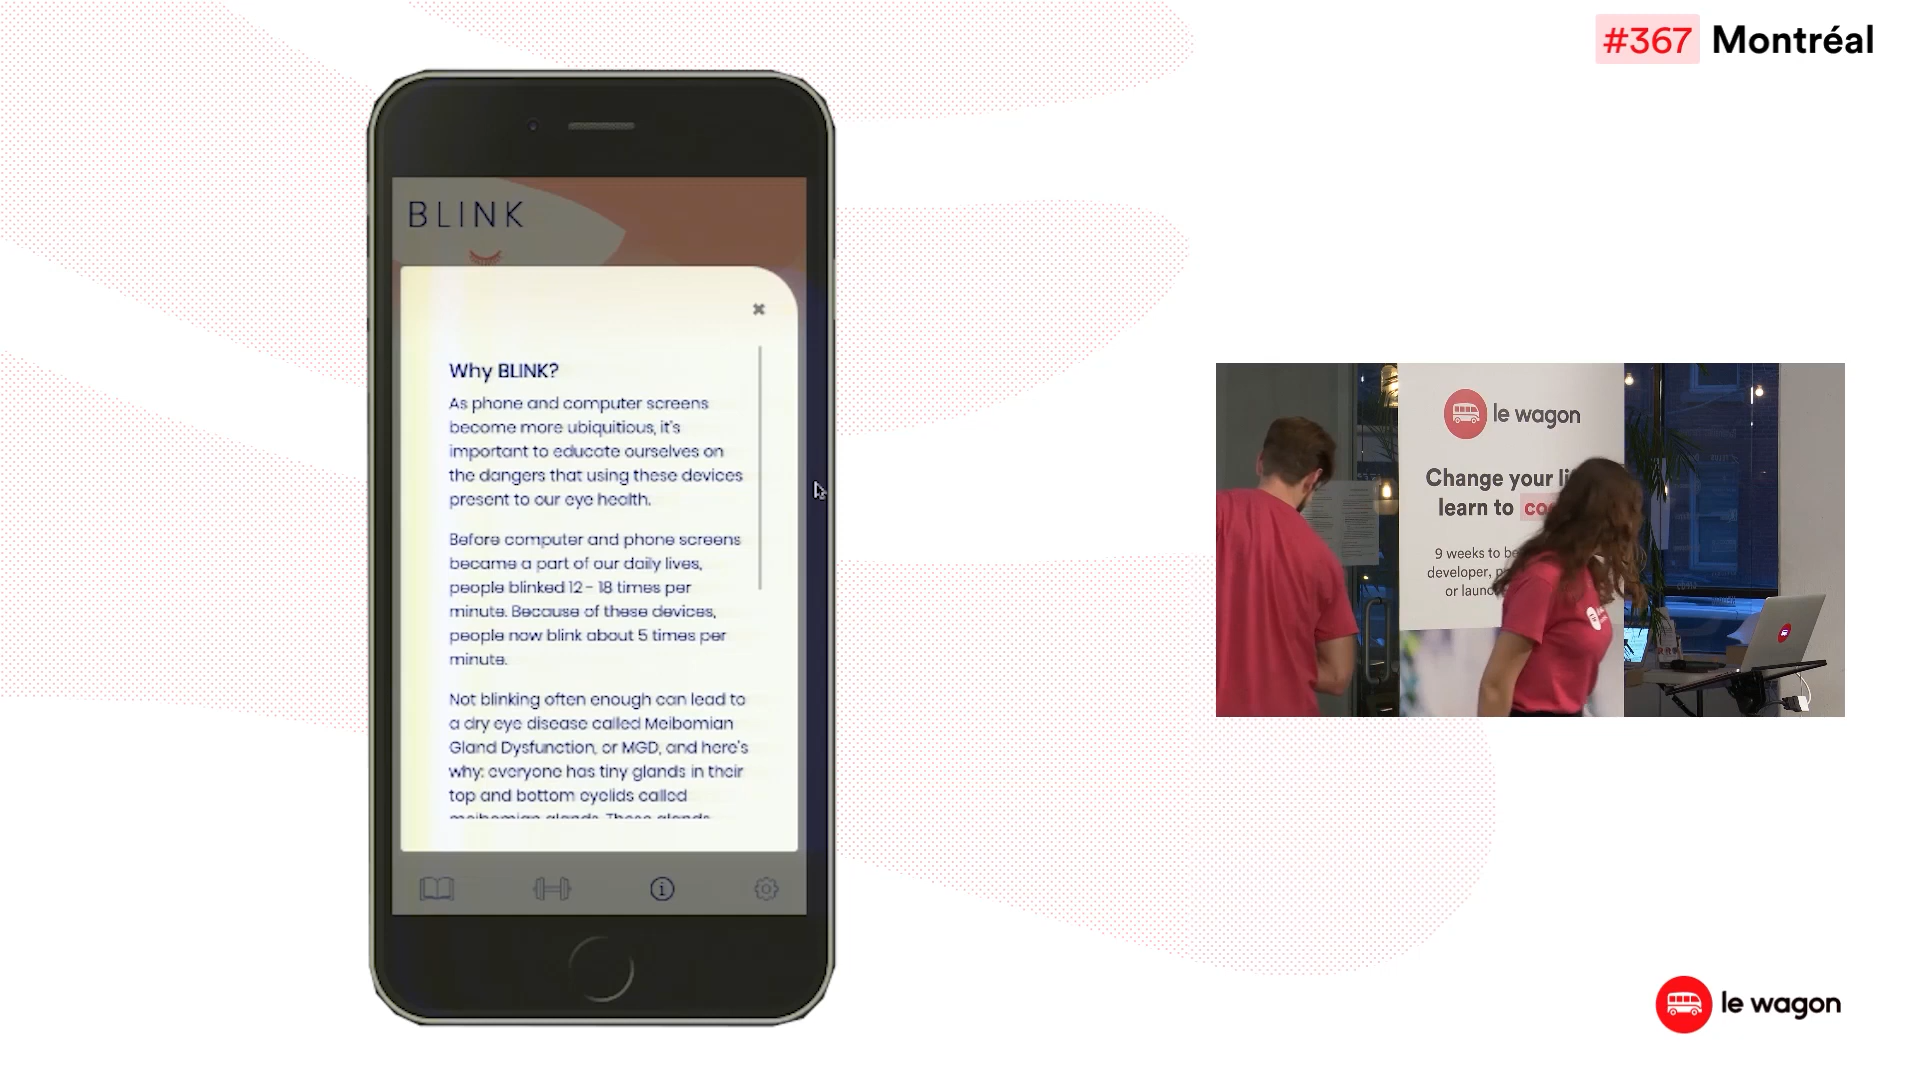 #367 Montréal
BLINK
✖
Why BLINK?
As phone and computer screens
become more ubiquitious, it's
important to educate ourselves on
the dangers that using these devices
present to our eye health.
Before computer and phone screens
became a part of our daily lives,
people blinked 12 - 18 times per
minute. Because of these devices,
people now blink about 5 times per
minute.
Not blinking often enough can lead to
a dry eye disease called Meibomian
Gland Dysfunction, or MGD, and here's
why: everyone has tiny glands in their
top and bottom eyelids called
meibomian glands. These glands
le wagon
Change your
learn to
9 weeks to
developer,
or
le wagon